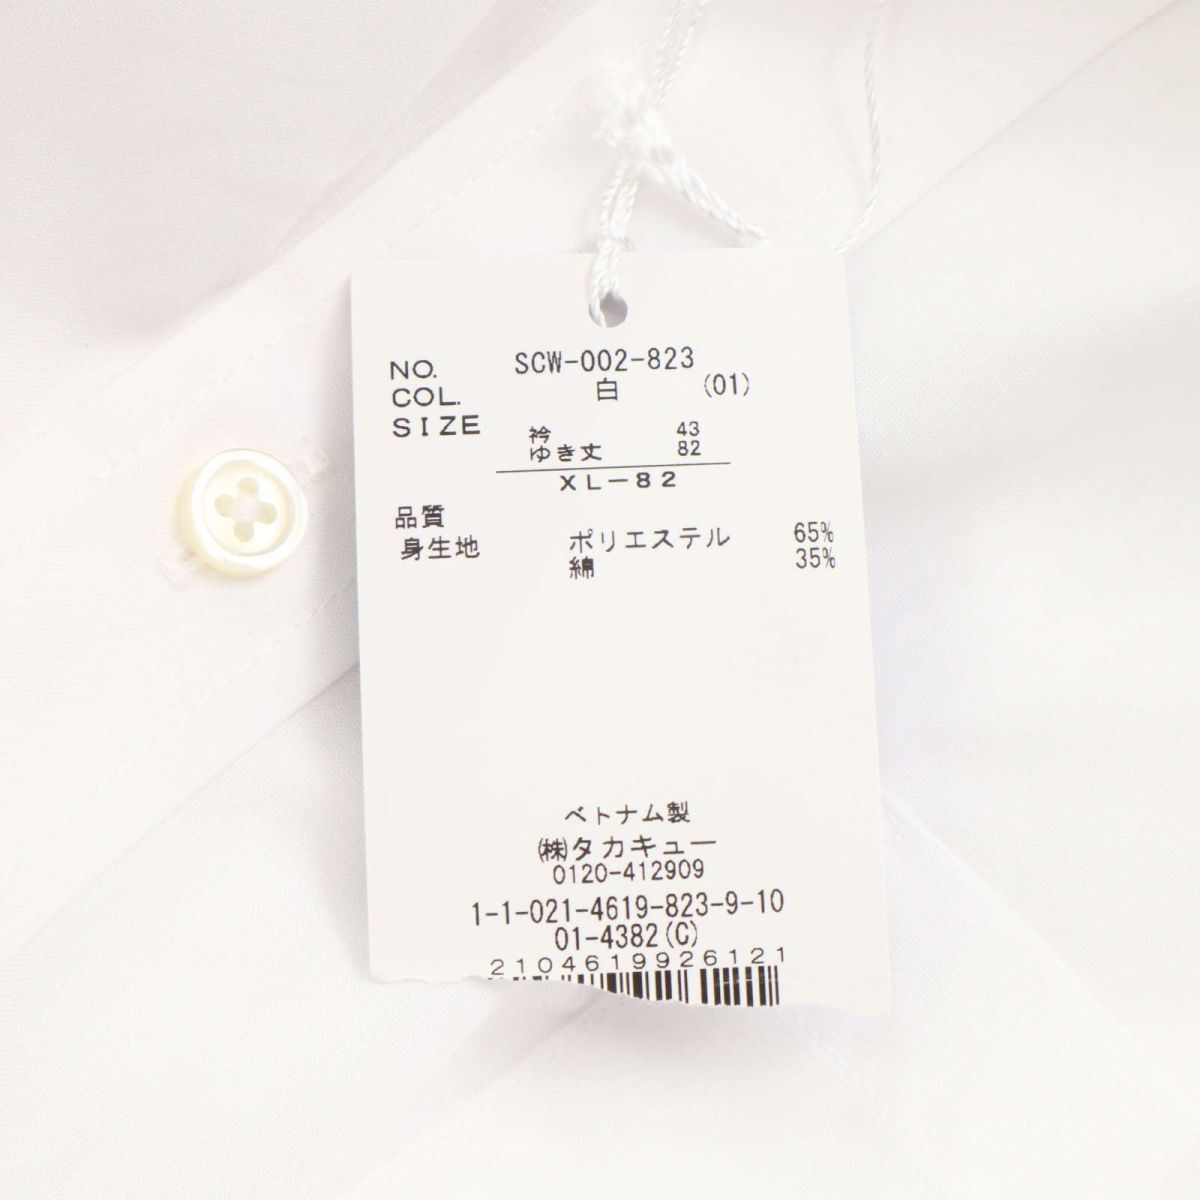 NO. SCW-002-823
COL. 白 (01)
SIZE
衿 43
ゆき丈 82
XL-82
品質
身生地 ポリエステル 65%
綿 35%
ベトナム製
㈱タカキュー
0120-412909
1-1-021-4619-823-9-10
01-4382(C)
2104619926121